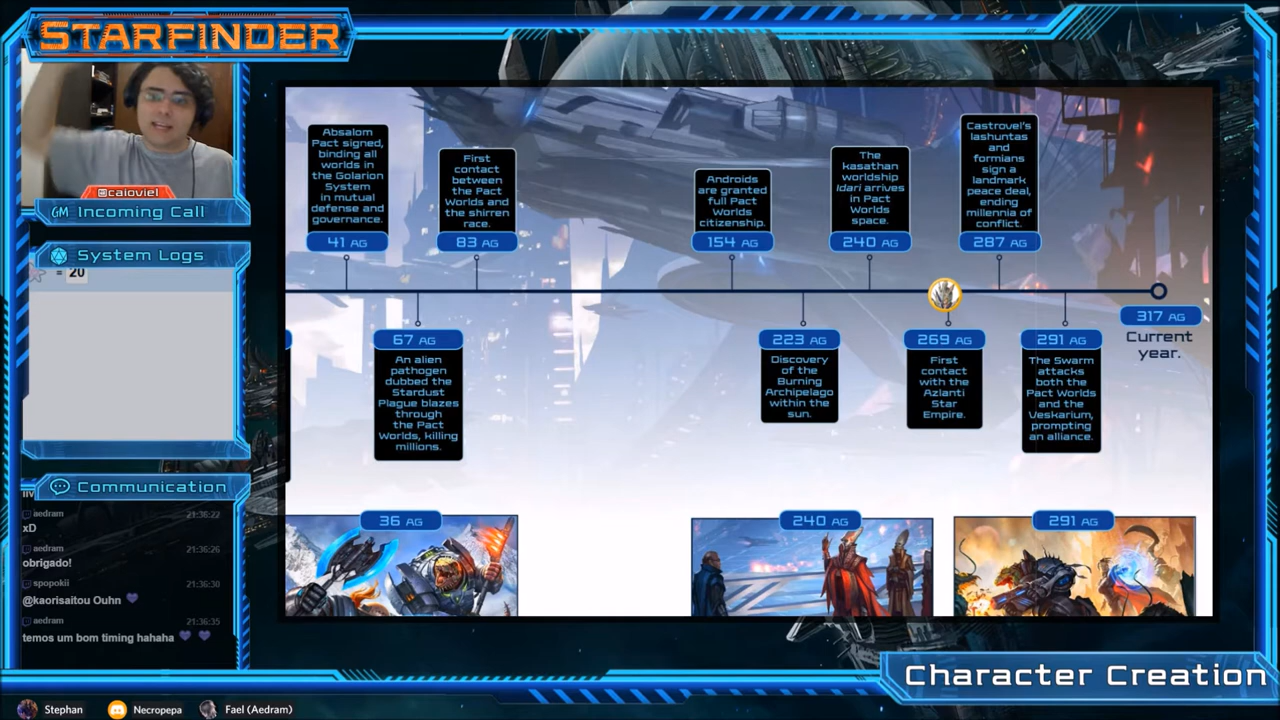 STARFINDER
@caioviel
GM Incoming Call
System Logs
= 20
Communication
aedram 21:36:22
xD
aedram 21:36:26
obrigado!
spopokii 21:36:30
@kaorisaitou Ouhn
aedram 21:36:35
temos um bom timing hahaha
Stephan
Necropepa
Fael (Aedram)
Absalom
Pact signed,
binding all
worlds in
the Golarion
System
in mutual
defense and
governance.
41 AG
First
contact
between
the Pact
Worlds and
the shirren
race.
83 AG
Androids
are granted
full Pact
Worlds
citizenship.
154 AG
The
kasathan
worldship
Idari arrives
in Pact
Worlds
space.
240 AG
Castrovel's
lashuntas
and
formians
sign a
landmark
peace deal,
ending
millennia of
conflict.
287 AG
67 AG
An alien
pathogen
dubbed the
Stardust
Plague blazes
through
the Pact
Worlds, killing
millions.
223 AG
Discovery
of the
Burning
Archipelago
within the
sun.
269 AG
First
contact
with the
Azlanti
Star
Empire.
291 AG
The Swarm
attacks
both the
Pact Worlds
and the
Veskarium,
prompting
an alliance.
317 AG
Current
year.
36 AG
240 AG
291 AG
Character Creation